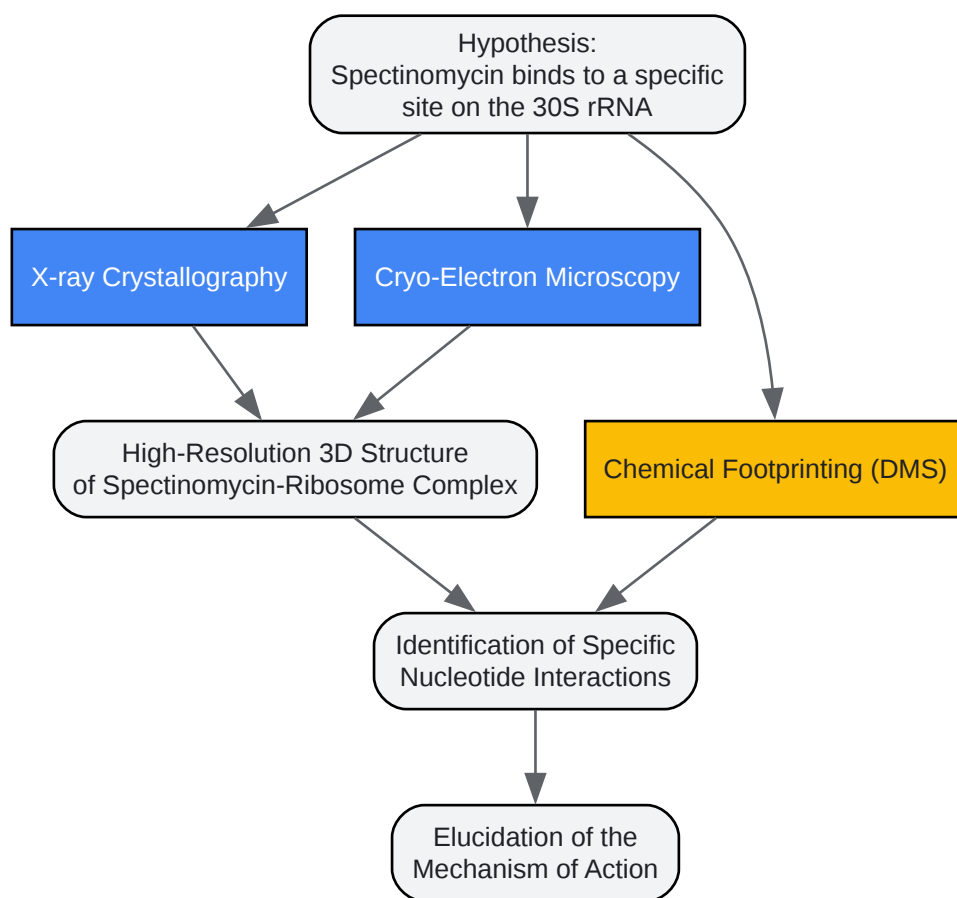 Hypothesis:
Spectinomycin binds to a specific
site on the 30S rRNA
X-ray Crystallography
Cryo-Electron Microscopy
High-Resolution 3D Structure
of Spectinomycin-Ribosome Complex
Chemical Footprinting (DMS)
Identification of Specific
Nucleotide Interactions
Elucidation of the
Mechanism of Action